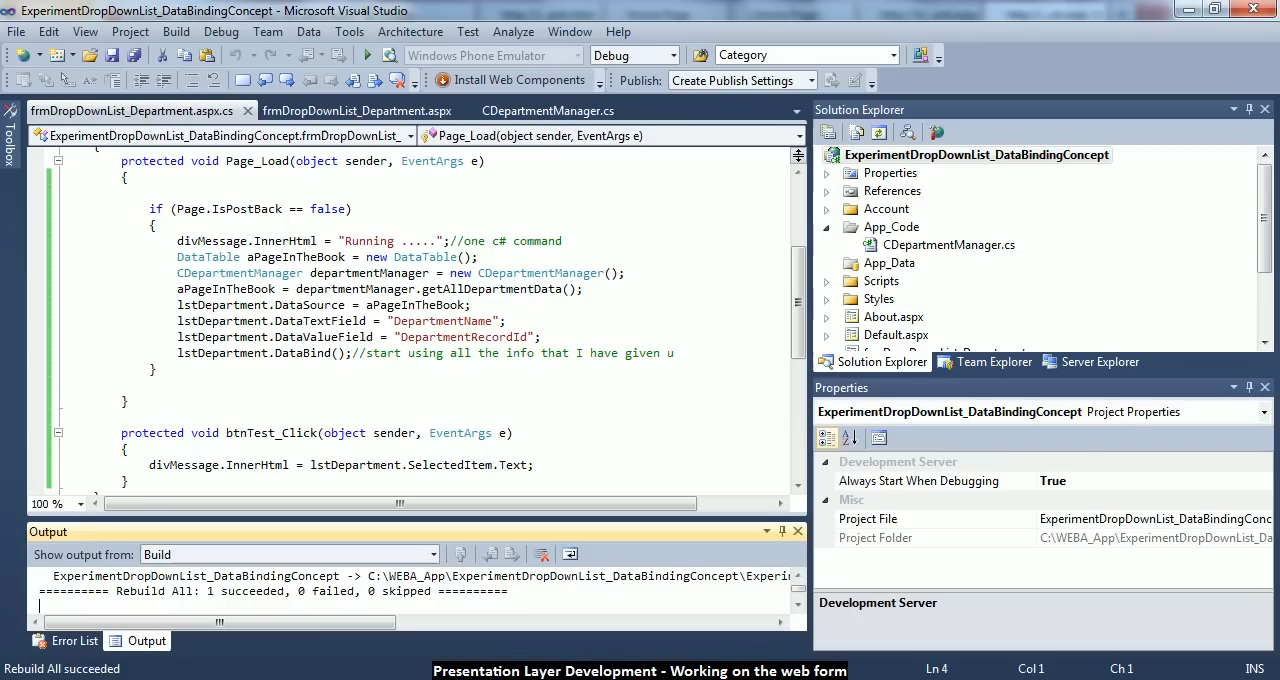 ExperimentDropDownList_DataBindingConcept - Microsoft Visual Studio
File Edit View Project Build Debug Team Data Tools Architecture Test Analyze Window Help
Windows Phone Emulator Debug Category
Install Web Components Publish: Create Publish Settings
Toolbox
frmDropDownList_Department.aspx.cs frmDropDownList_Department.aspx CDepartmentManager.cs
ExperimentDropDownList_DataBindingConcept.frmDropDownList_ Page_Load(object sender, EventArgs e)
{
protected void Page_Load(object sender, EventArgs e)
{
if (Page.IsPostBack == false)
{
divMessage.InnerHtml = "Running .....";//one c# command
DataTable aPageInTheBook = new DataTable();
CDepartmentManager departmentManager = new CDepartmentManager();
aPageInTheBook = departmentManager.getAllDepartmentData();
lstDepartment.DataSource = aPageInTheBook;
lstDepartment.DataTextField = "DepartmentName";
lstDepartment.DataValueField = "DepartmentRecordId";
lstDepartment.DataBind();//start using all the info that I have given u
}
}
protected void btnTest_Click(object sender, EventArgs e)
{
divMessage.InnerHtml = lstDepartment.SelectedItem.Text;
}
100 %
Output
Show output from: Build
ExperimentDropDownList_DataBindingConcept -> C:\WEBA_App\ExperimentDropDownList_DataBindingConcept\Experi
========== Rebuild All: 1 succeeded, 0 failed, 0 skipped ==========
Error List Output
Solution Explorer
ExperimentDropDownList_DataBindingConcept
Properties
References
Account
App_Code
CDepartmentManager.cs
App_Data
Scripts
Styles
About.aspx
Default.aspx
Solution Explorer Team Explorer Server Explorer
Properties
ExperimentDropDownList_DataBindingConcept Project Properties
Development Server
Always Start When Debugging True
Misc
Project File ExperimentDropDownList_DataBindingConc
Project Folder C:\WEBA_App\ExperimentDropDownList_Da
Development Server
Rebuild All succeeded
Presentation Layer Development - Working on the web form
Ln 4 Col 1 Ch 1 INS